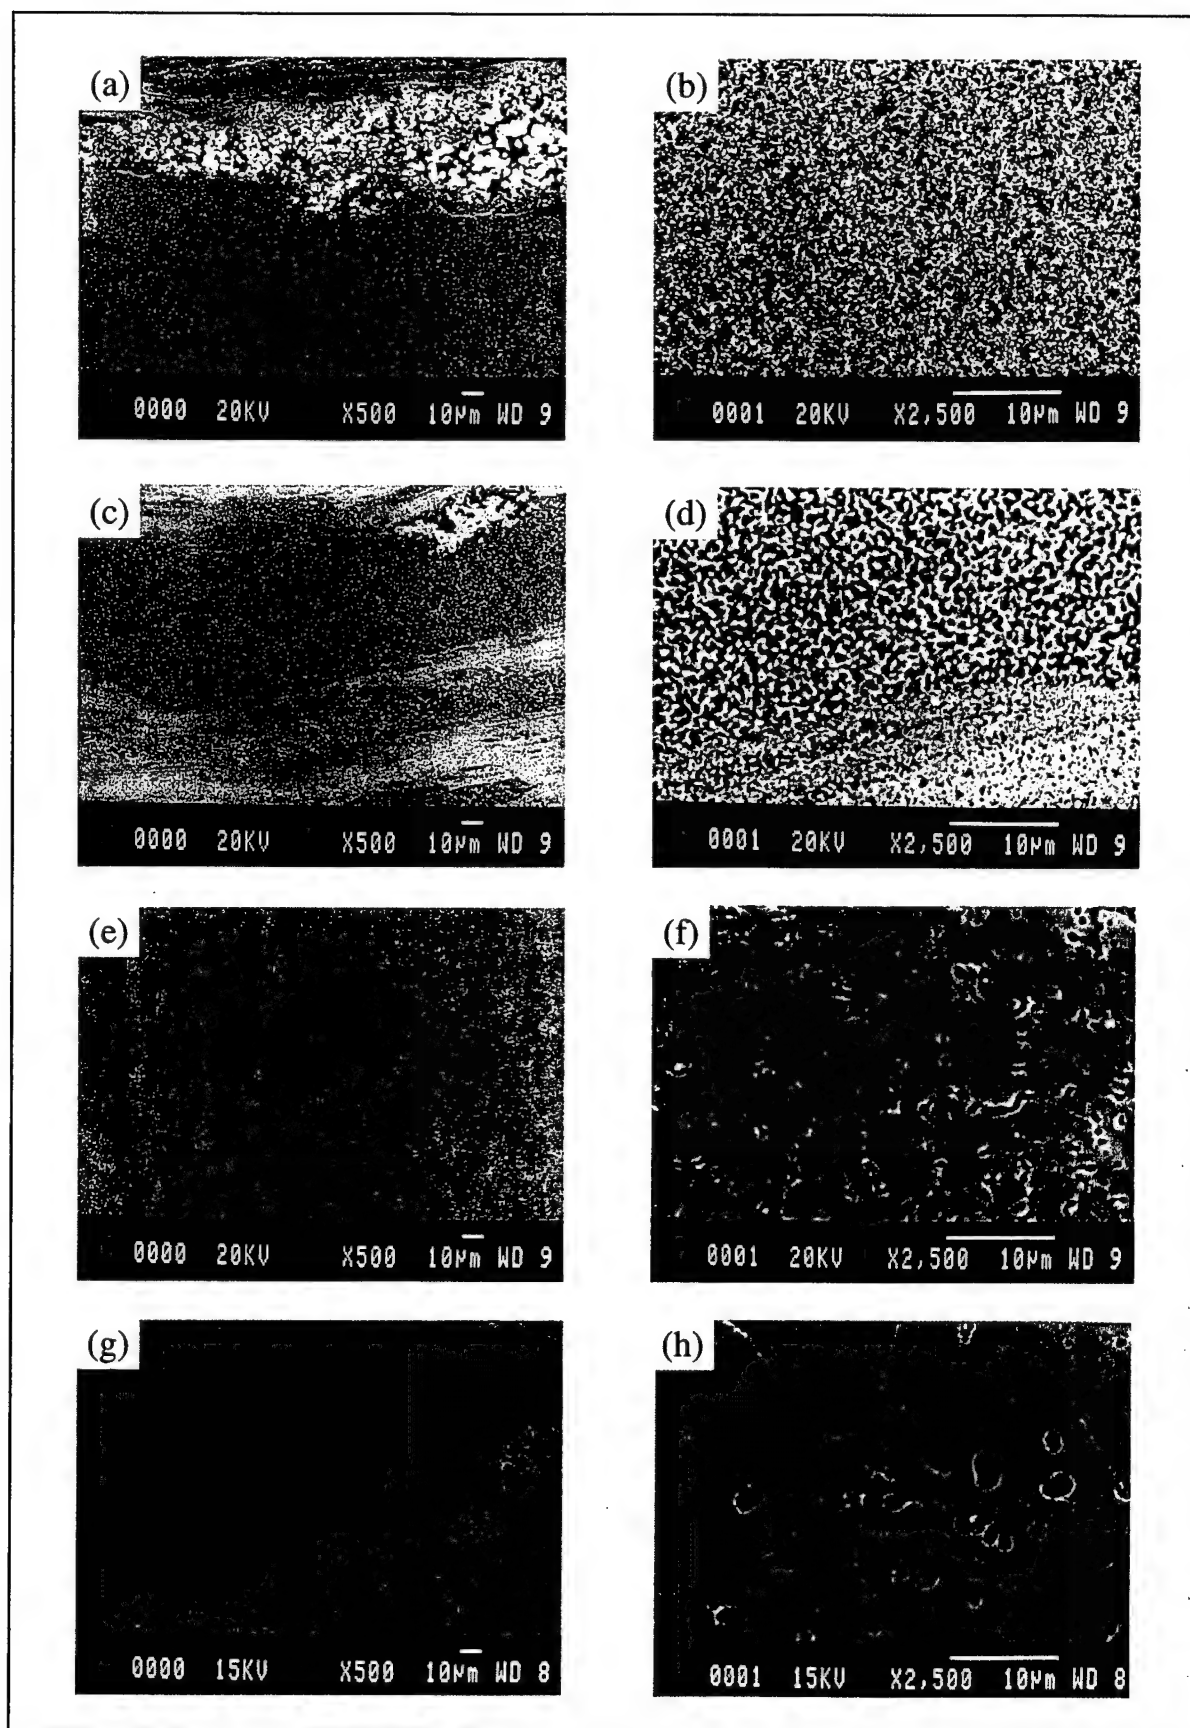 (a)
(b)
0000 20KV X500 10µm WD 9
0001 20KV X2,500 10µm WD 9
(c)
(d)
0000 20KV X500 10µm WD 9
0001 20KV X2,500 10µm WD 9
(e)
(f)
0000 20KV X500 10µm WD 9
0001 20KV X2,500 10µm WD 9
(g)
(h)
0000 15KV X500 10µm WD 8
0001 15KV X2,500 10µm WD 8